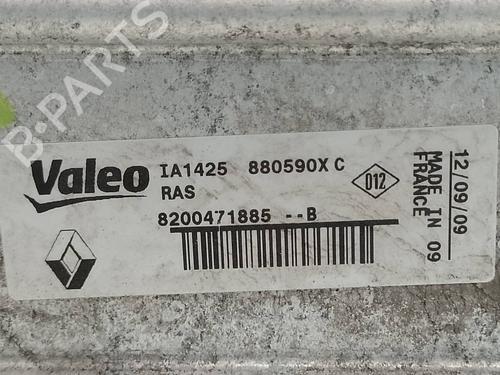 B-PARTS
Valeo
IA1425 880590X C
RAS
8200471885 --B
D12
12/09/09
MADE IN 09
FRANCE